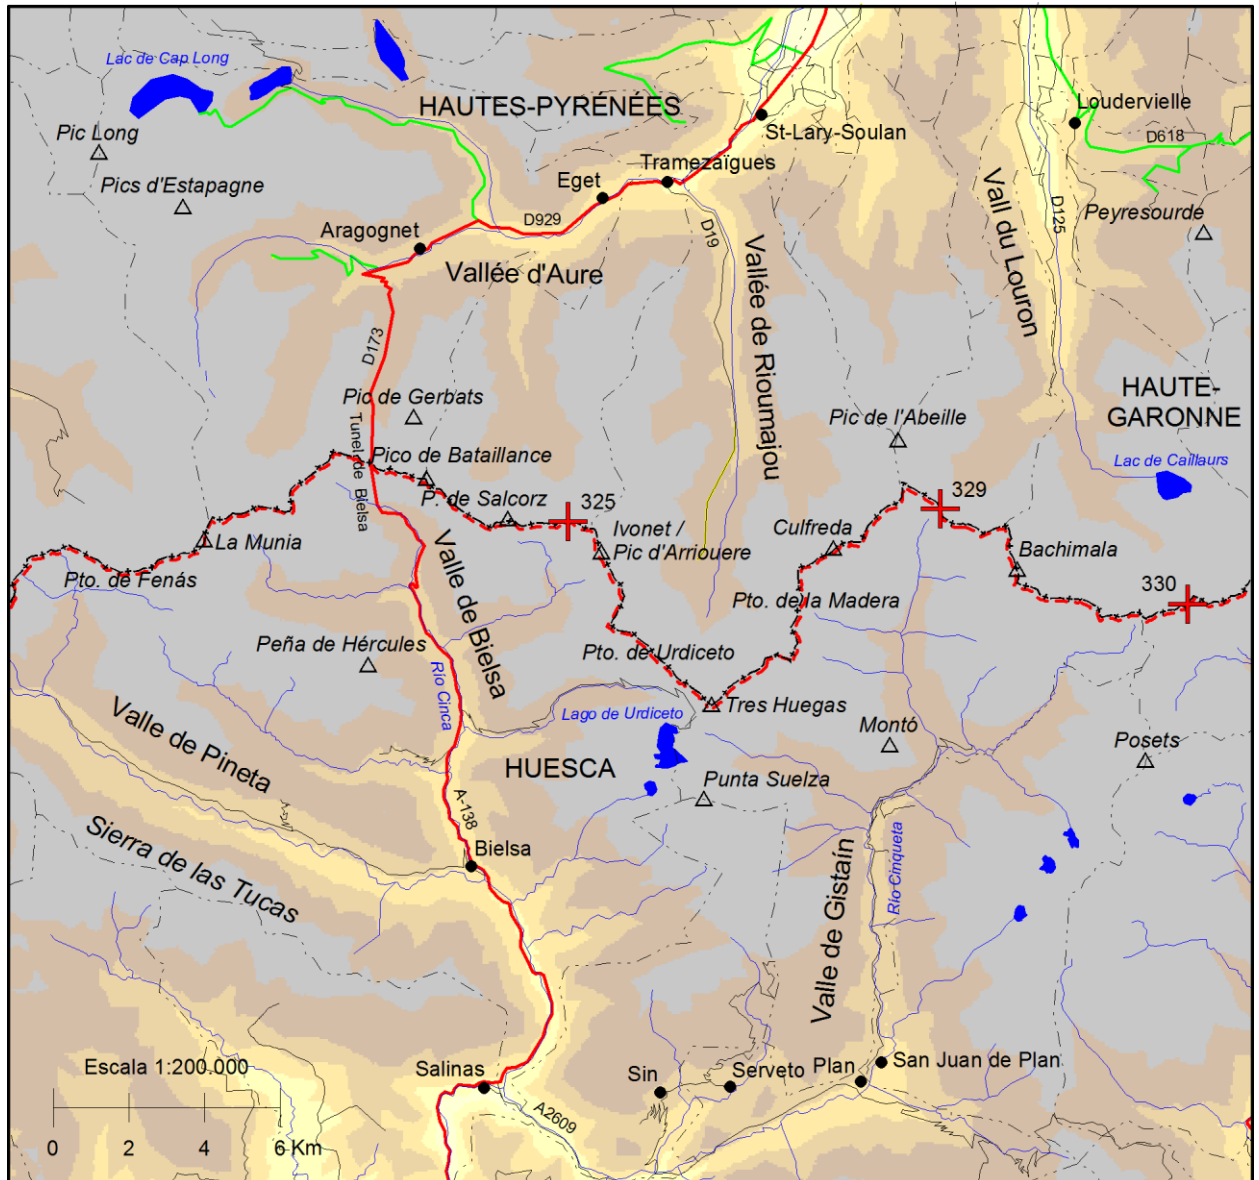 Lac de Cap Long
HAUTES-PYRÉNÉES
Loudervielle
St-Lary-Soulan
D618
Pic Long
Tramezaïgues
Eget
Pics d'Estapagne
Peyresourde
D125
D929
D19
Aragognet
Vallée d'Aure
Vallée de Rioumajou
Vall du Louron
D173
HAUTE-
GARONNE
Pic de Gerbats
Pic de l'Abeille
Tunel de Bielsa
Pico de Bataillance
Lac de Caillaurs
P. de Salcorz
325
329
Ivonet /
Pic d'Arriouere
Culfreda
La Munia
Bachimala
Pto. de Fenás
330
Valle de Bielsa
Pto. de la Madera
Peña de Hércules
Pto. de Urdiceto
Río Cinca
Tres Huegas
Lago de Urdiceto
Montó
Valle de Pineta
Posets
HUESCA
Punta Suelza
A-138
Sierra de las Tucas
Bielsa
Río Cinqueta
Valle de Gistaín
Escala 1:200.000
Salinas
Sin
Serveto
Plan
San Juan de Plan
A2609
0 2 4 6 Km